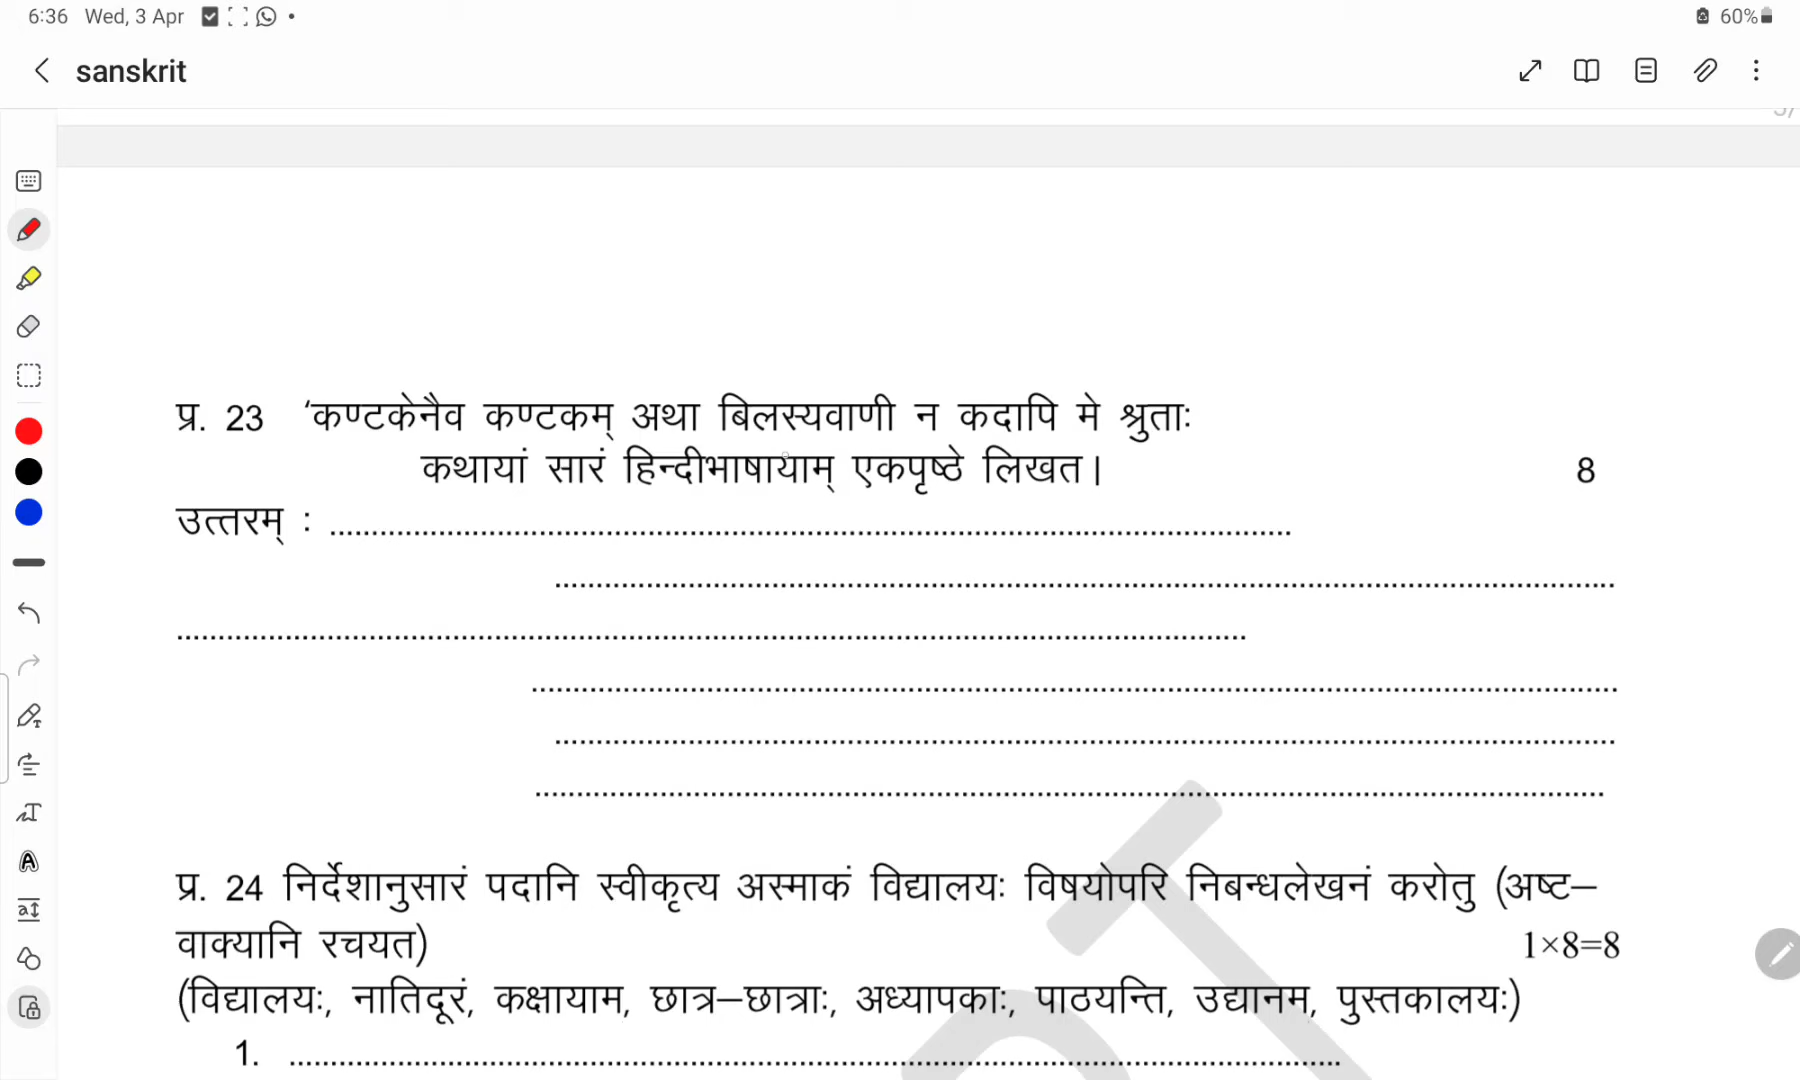 6:36 Wed, 3 Apr
60%
sanskrit
प्र. 23 'कण्टकेनैव कण्टकम् अथा बिलस्यवाणी न कदापि मे श्रुताः
कथायां सारं हिन्दीभाषायाम् एकपृष्ठे लिखत।
8
उत्तरम् : ..........
प्र. 24 निर्देशानुसारं पदानि स्वीकृत्य अस्माकं विद्यालयः विषयोपरि निबन्धलेखनं करोतु (अष्ट–
वाक्यानि रचयत)
1×8=8
(विद्यालयः, नातिदूरं, कक्षायाम, छात्र–छात्राः, अध्यापकाः, पाठयन्ति, उद्यानम, पुस्तकालयः)
1. ..........